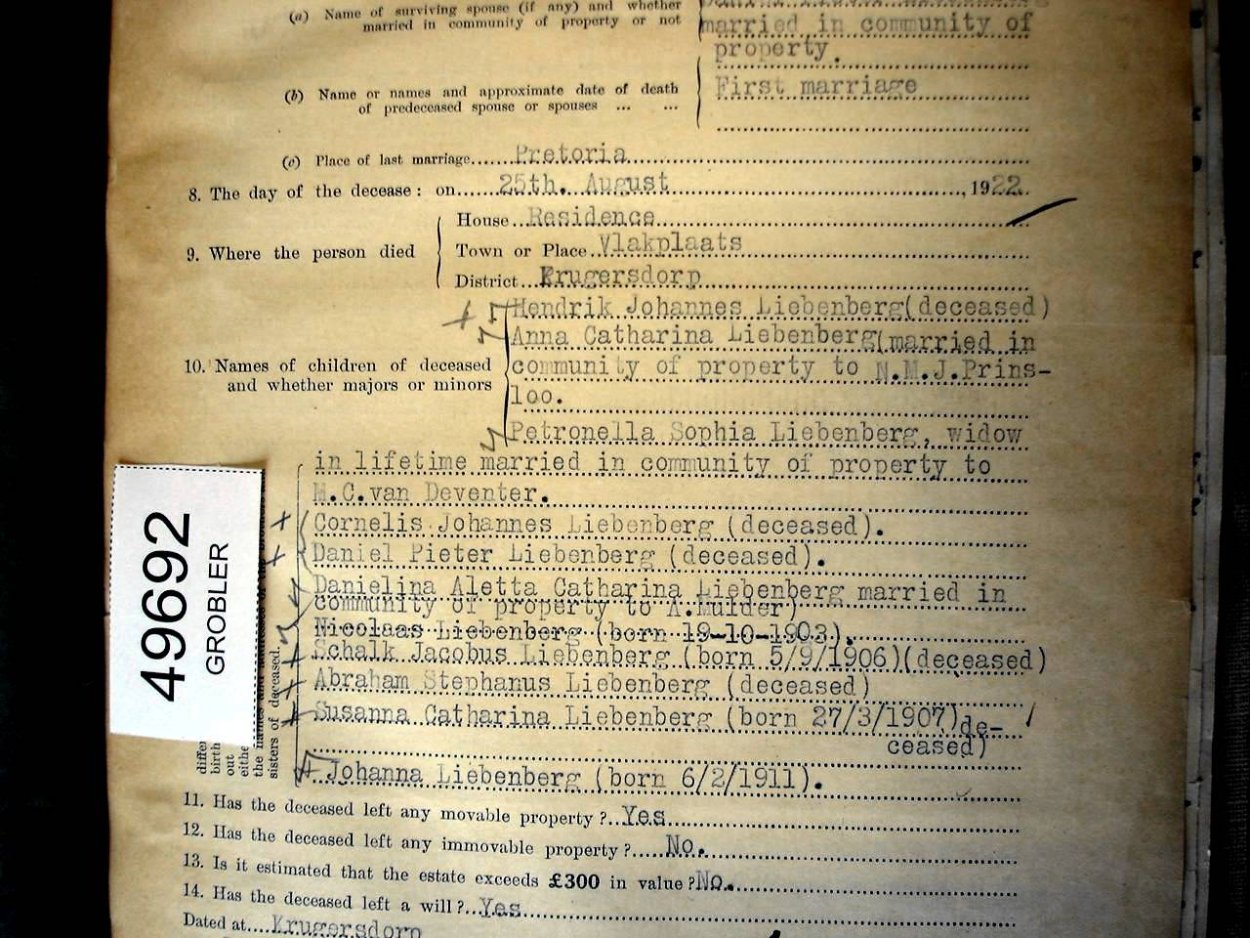 (a) Name of surviving spouse (if any) and whether
married in community of property or not
married in community of
property.
(b) Name or names and approximate date of death
of predeceased spouse or spouses ... ...
First marriage
(c) Place of last marriage......Pretoria
8. The day of the decease: on......25th. August......, 1922.
9. Where the person died
House..Residence
Town or Place..Vlakplaats
District...Krugersdorp
10. Names of children of deceased
and whether majors or minors
Hendrik Johannes Liebenberg(deceased)
Anna Catharina Liebenberg(married in
community of property to N.M.J.Prins-
loo.
Petronella Sophia Liebenberg, widow
in lifetime married in community of property to
M.C.van Deventer.
Cornelis Johannes Liebenberg (deceased).
Daniel Pieter Liebenberg (deceased).
Danielina Aletta Catharina Liebenberg married in
community of property to A.Mulder)
Nicolaas Liebenberg (born 19-10-1903).
Schalk Jacobus Liebenberg (born 5/9/1906)(deceased)
Abraham Stephanus Liebenberg (deceased)
Susanna Catharina Liebenberg (born 27/3/1907)de-
ceased)
Johanna Liebenberg (born 6/2/1911).
49692
GROBLER
differ
birth
out
eithe
the names
sisters of deceased.
11. Has the deceased left any movable property ?..Yes
12. Has the deceased left any immovable property ?.....No.
13. Is it estimated that the estate exceeds £300 in value ?No.
14. Has the deceased left a will ?..Yes
Dated at....Krugersdorp